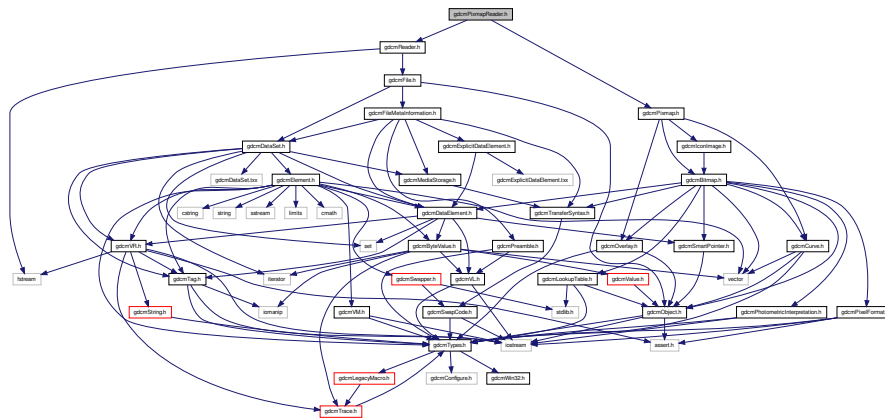 gdcmPixmapReader.h
gdcmReader.h
gdcmFile.h
gdcmFileMetaInformation.h
gdcmPixmap.h
gdcmDataSet.h
gdcmExplicitDataElement.h
gdcmIconImage.h
gdcmDataSet.txx
gdcmElement.h
gdcmMediaStorage.h
gdcmExplicitDataElement.txx
gdcmBitmap.h
cstring
string
sstream
limits
cmath
gdcmDataElement.h
gdcmTransferSyntax.h
gdcmVR.h
set
gdcmByteValue.h
gdcmPreamble.h
gdcmOverlay.h
gdcmSmartPointer.h
gdcmCurve.h
fstream
gdcmTag.h
iterator
gdcmSwapper.h
gdcmVL.h
gdcmLookupTable.h
gdcmValue.h
vector
gdcmString.h
iomanip
gdcmVM.h
gdcmSwapCode.h
stdlib.h
gdcmObject.h
gdcmPhotometricInterpretation.h
gdcmPixelFormat.h
gdcmTypes.h
iostream
assert.h
gdcmLegacyMacro.h
gdcmConfigure.h
gdcmWin32.h
gdcmTrace.h